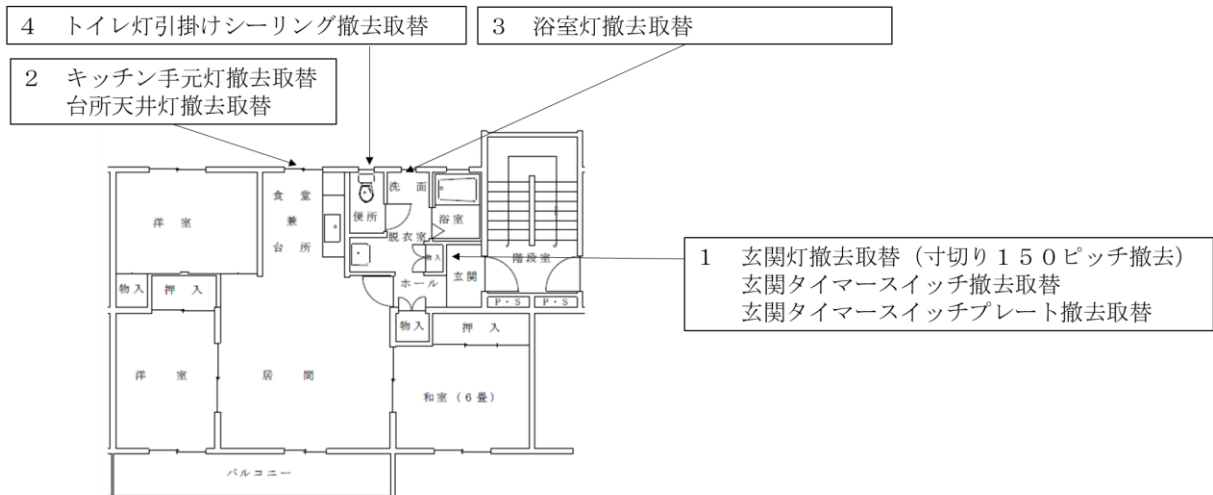 ４　トイレ灯引掛けシーリング撤去取替
３　浴室灯撤去取替
２　キッチン手元灯撤去取替
台所天井灯撤去取替
洋室
食堂
兼
台所
便所
洗面
脱衣室
浴室
階段室
物入
玄関
ホール
物入
押入
P・S
P・S
物入
押入
１　玄関灯撤去取替（寸切り１５０ピッチ撤去）
玄関タイマースイッチ撤去取替
玄関タイマースイッチプレート撤去取替
洋室
居間
和室（６畳）
バルコニー